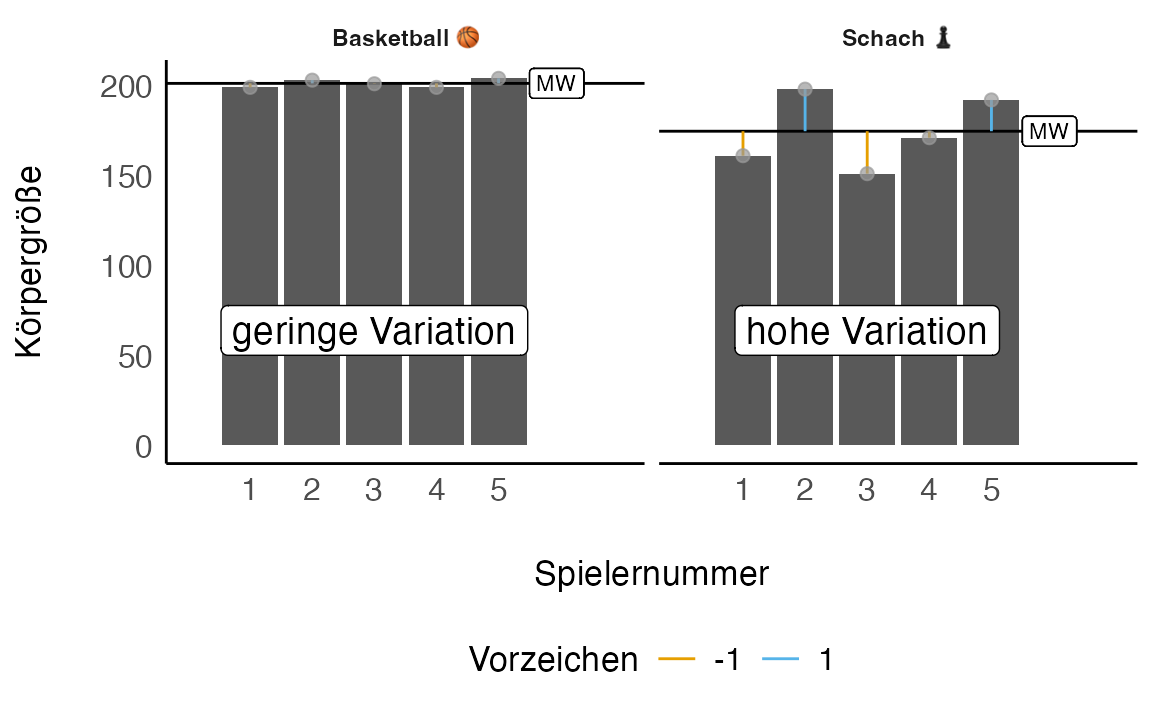 Basketball 🏀
Schach ♟
Körpergröße
200
150
100
50
0
MW
geringe Variation
1 2 3 4 5
MW
hohe Variation
1 2 3 4 5
Spielernummer
Vorzeichen -1 1